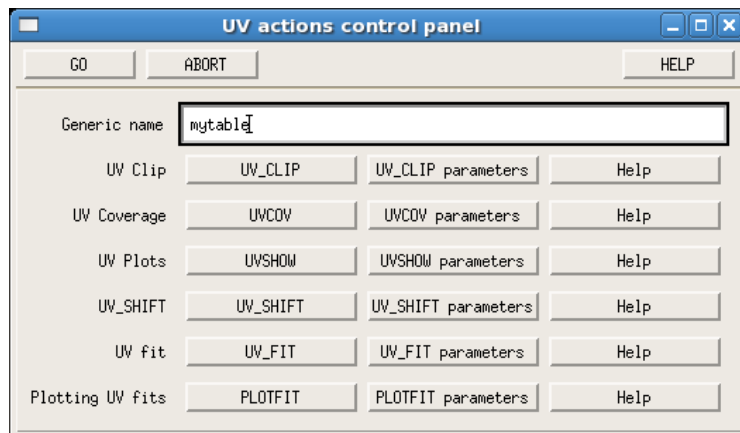 UV actions control panel
GO ABORT HELP
Generic name mytable
UV Clip UV_CLIP UV_CLIP parameters Help
UV Coverage UVCOV UVCOV parameters Help
UV Plots UVSHOW UVSHOW parameters Help
UV_SHIFT UV_SHIFT UV_SHIFT parameters Help
UV fit UV_FIT UV_FIT parameters Help
Plotting UV fits PLOTFIT PLOTFIT parameters Help